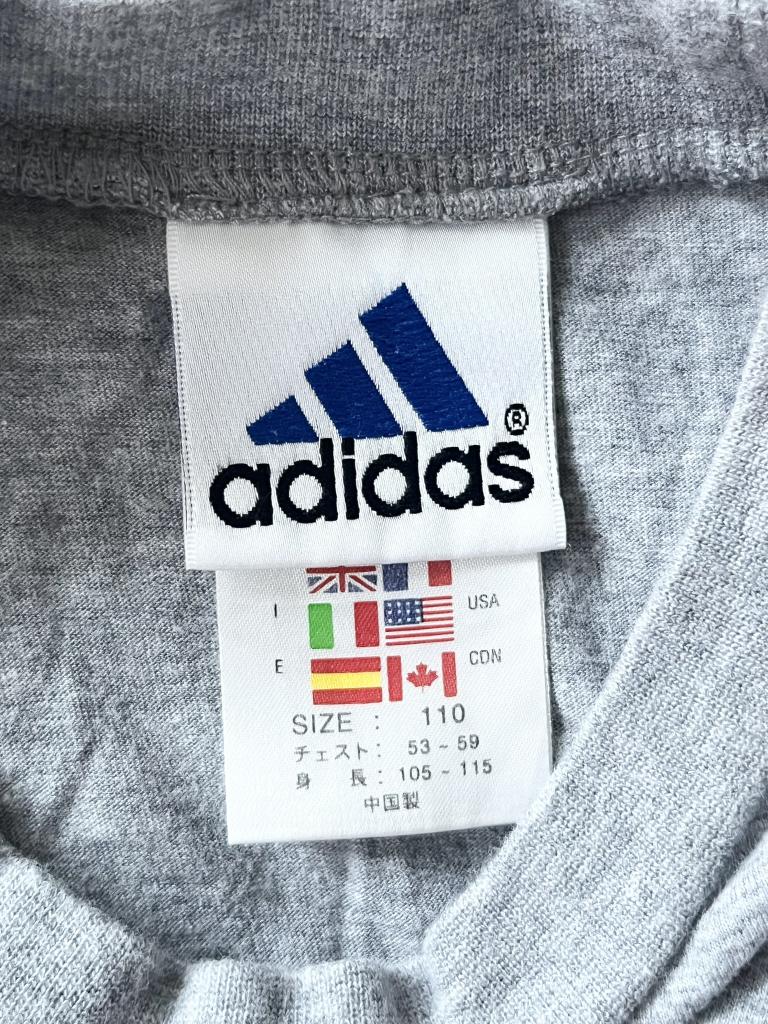 adidas®
I USA
E CDN
SIZE : 110
チェスト: 53 ~ 59
身 長: 105 ~ 115
中国製